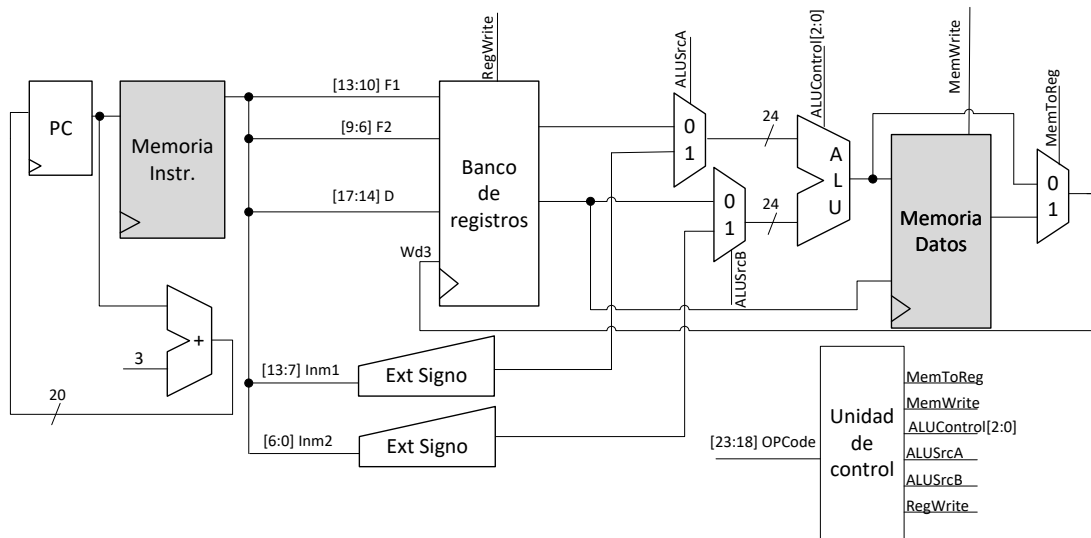 PC
Memoria
Instr.
[13:10] F1
[9:6] F2
[17:14] D
Wd3
RegWrite
Banco
de
registros
ALUSrcA
0
1
24
ALUControl[2:0]
A
L
U
0
1
24
ALUSrcB
MemWrite
Memoria
Datos
MemToReg
0
1
+
3
20
[13:7] Inm1
Ext Signo
[6:0] Inm2
Ext Signo
[23:18] OPCode
Unidad
de
control
MemToReg
MemWrite
ALUControl[2:0]
ALUSrcA
ALUSrcB
RegWrite